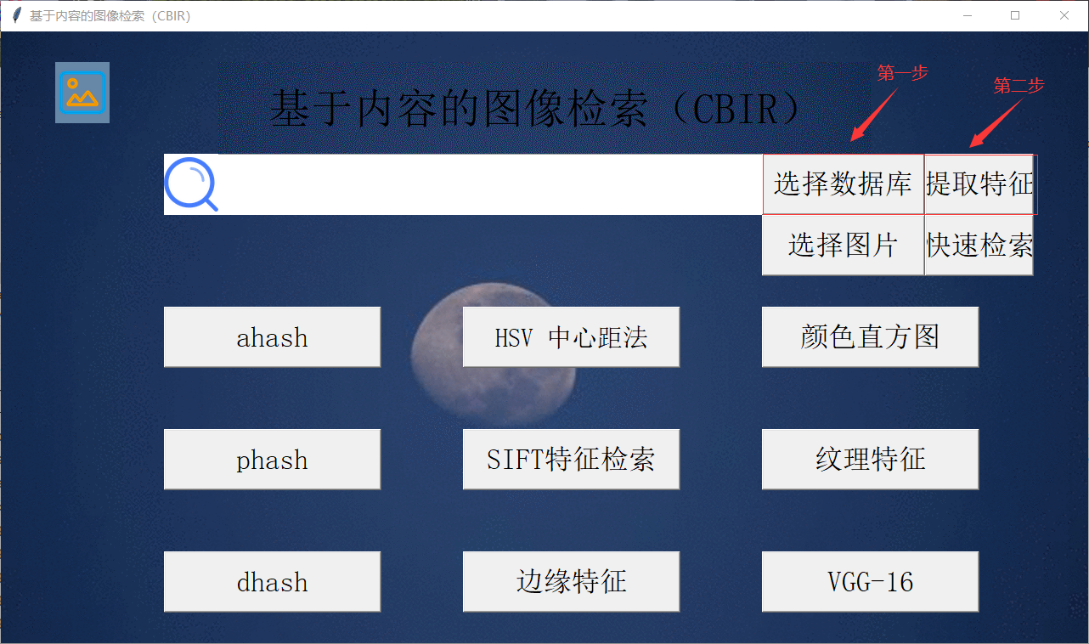 基于内容的图像检索（CBIR）
第一步
第二步
基于内容的图像检索（CBIR）
选择数据库 提取特征
选择图片 快速检索
ahash HSV 中心距法 颜色直方图
phash SIFT特征检索 纹理特征
dhash 边缘特征 VGG-16